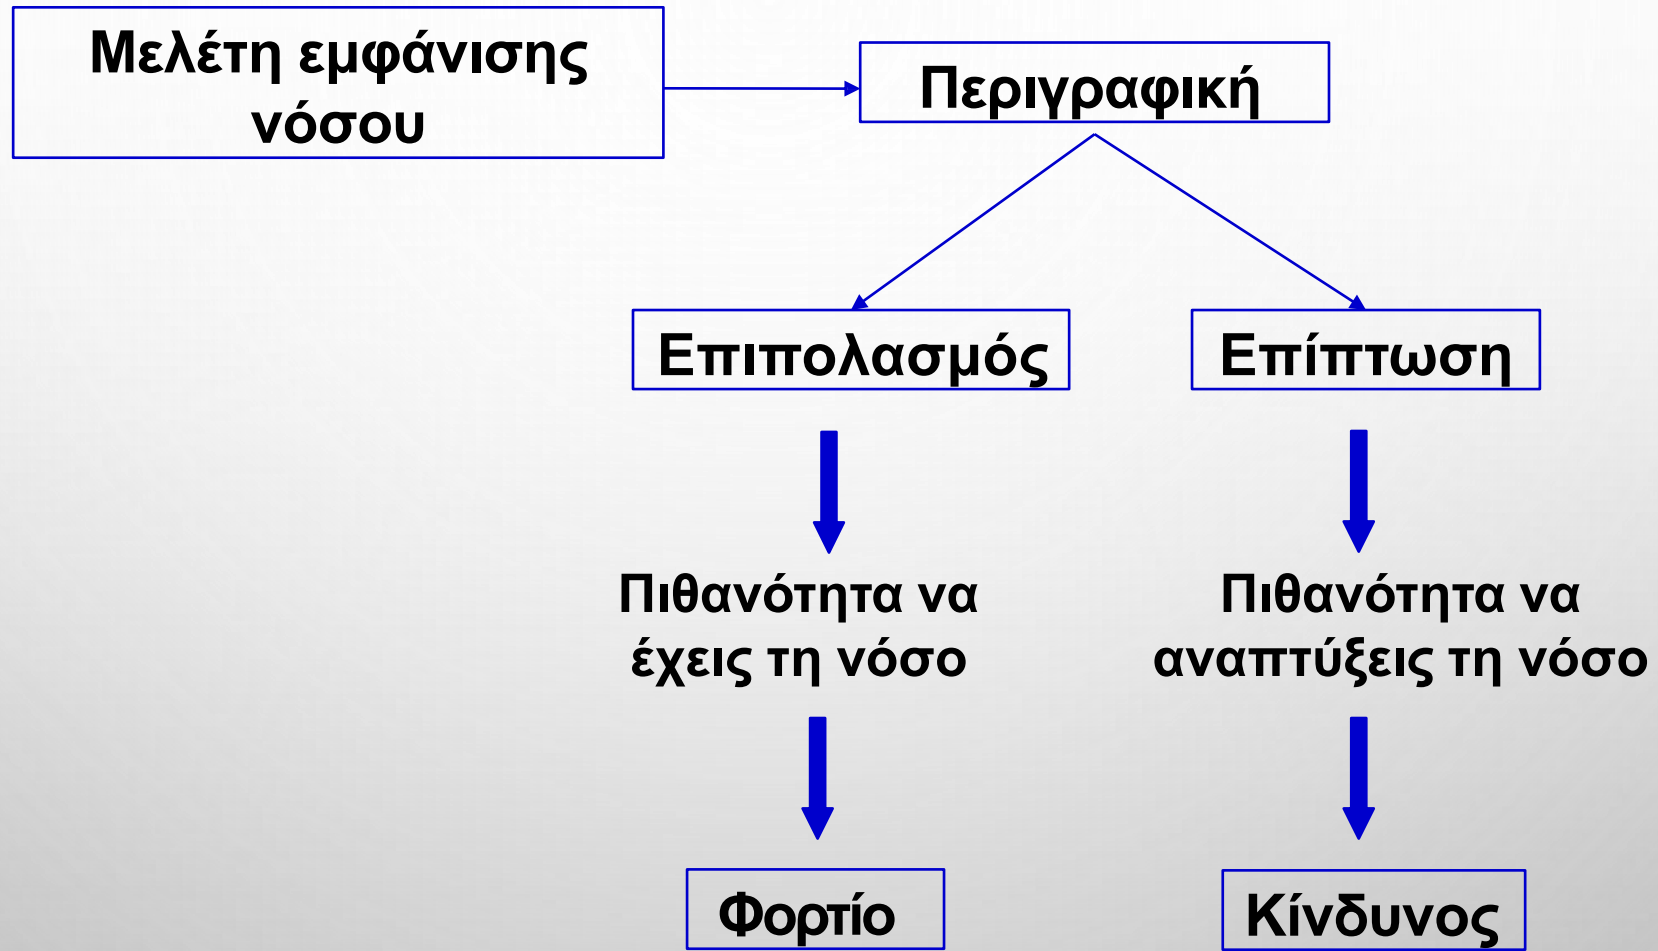 Μελέτη εμφάνισης
νόσου
Περιγραφική
Επιπολασμός
Επίπτωση
Πιθανότητα να
έχεις τη νόσο
Πιθανότητα να
αναπτύξεις τη νόσο
Φορτίο
Κίνδυνος